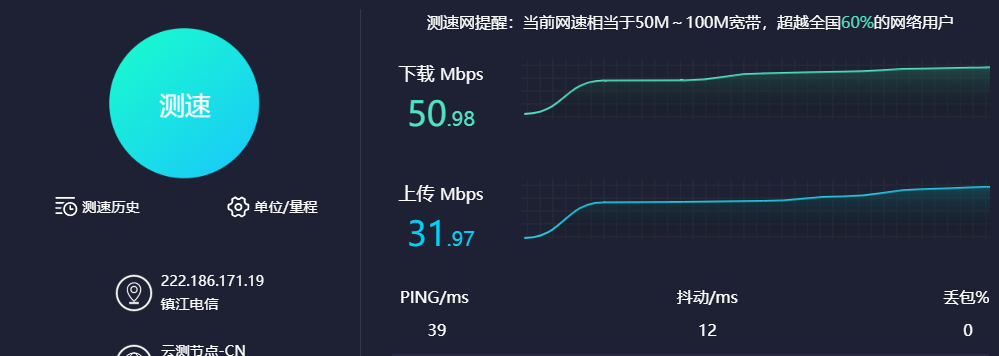 测速
测速历史
单位/量程
222.186.171.19
镇江电信
云测节点-CN
测速网提醒：当前网速相当于50M～100M宽带，超越全国60%的网络用户
下载 Mbps
50.98
上传 Mbps
31.97
PING/ms 抖动/ms 丢包%
39 12 0